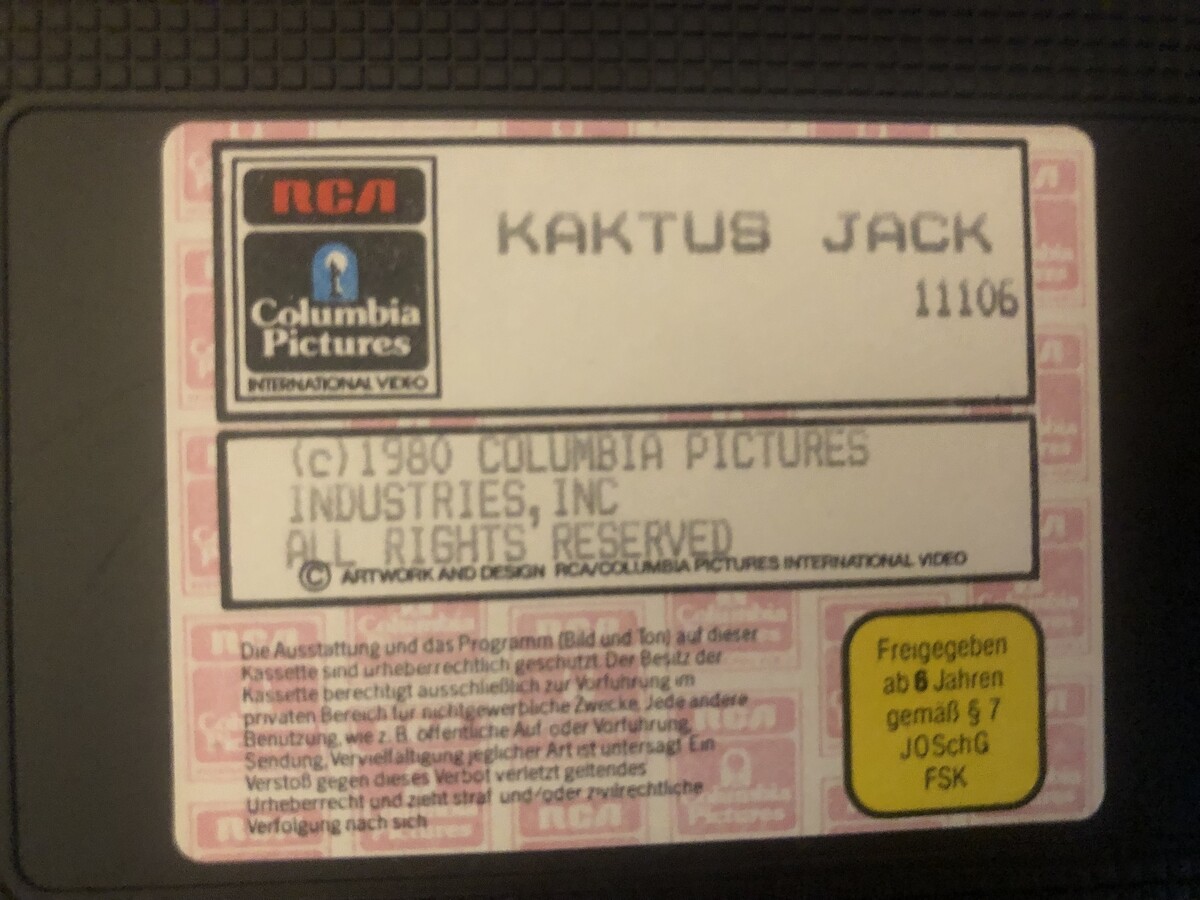 RCA
Columbia
Pictures
INTERNATIONAL VIDEO
KAKTUS JACK
11106
(c)1980 COLUMBIA PICTURES
INDUSTRIES, INC
ALL RIGHTS RESERVED
© ARTWORK AND DESIGN RCA/COLUMBIA PICTURES INTERNATIONAL VIDEO
Die Ausstattung und das Programm (Bild und Ton) auf dieser
Kassette sind urheberrechtlich geschützt. Der Besitz der
Kassette berechtigt ausschließlich zur Vorführung im
privaten Bereich für nichtgewerbliche Zwecke. Jede andere
Benutzung, wie z. B. öffentliche Auf- oder Vorführung,
Sendung, Vervielfältigung jeglicher Art ist untersagt. Ein
Verstoß gegen dieses Verbot verletzt geltendes
Urheberrecht und zieht straf- und/oder zivilrechtliche
Verfolgung nach sich
Freigegeben
ab 6 Jahren
gemäß § 7
JOSchG
FSK